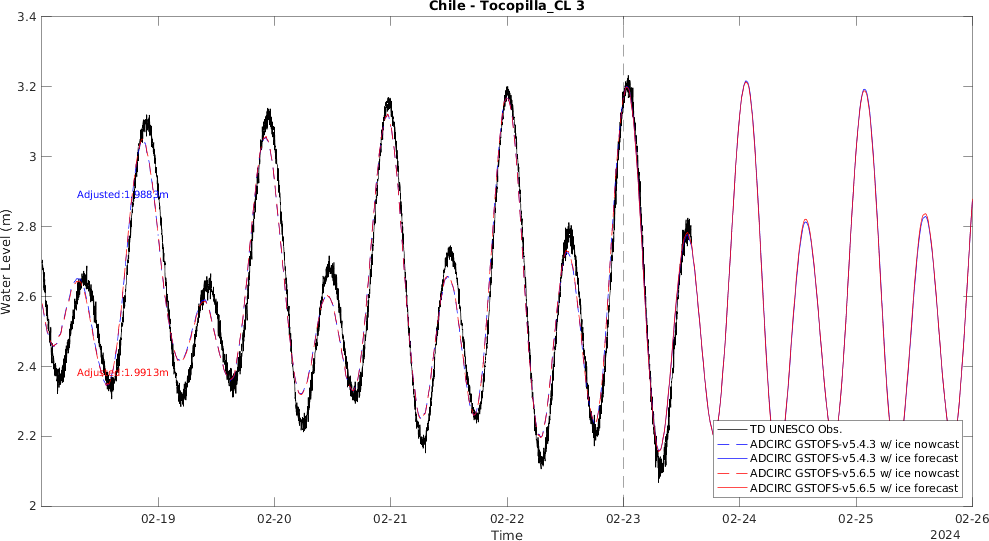 Chile - Tocopilla_CL 3
3.4
3.2
3
2.8
2.6
2.4
2.2
2
Water Level (m)
Adjusted:1.9883m
Adjusted:1.9913m
TD UNESCO Obs.
ADCIRC GSTOFS-v5.4.3 w/ ice nowcast
ADCIRC GSTOFS-v5.4.3 w/ ice forecast
ADCIRC GSTOFS-v5.6.5 w/ ice nowcast
ADCIRC GSTOFS-v5.6.5 w/ ice forecast
02-19 02-20 02-21 02-22 02-23 02-24 02-25 02-26
Time
2024